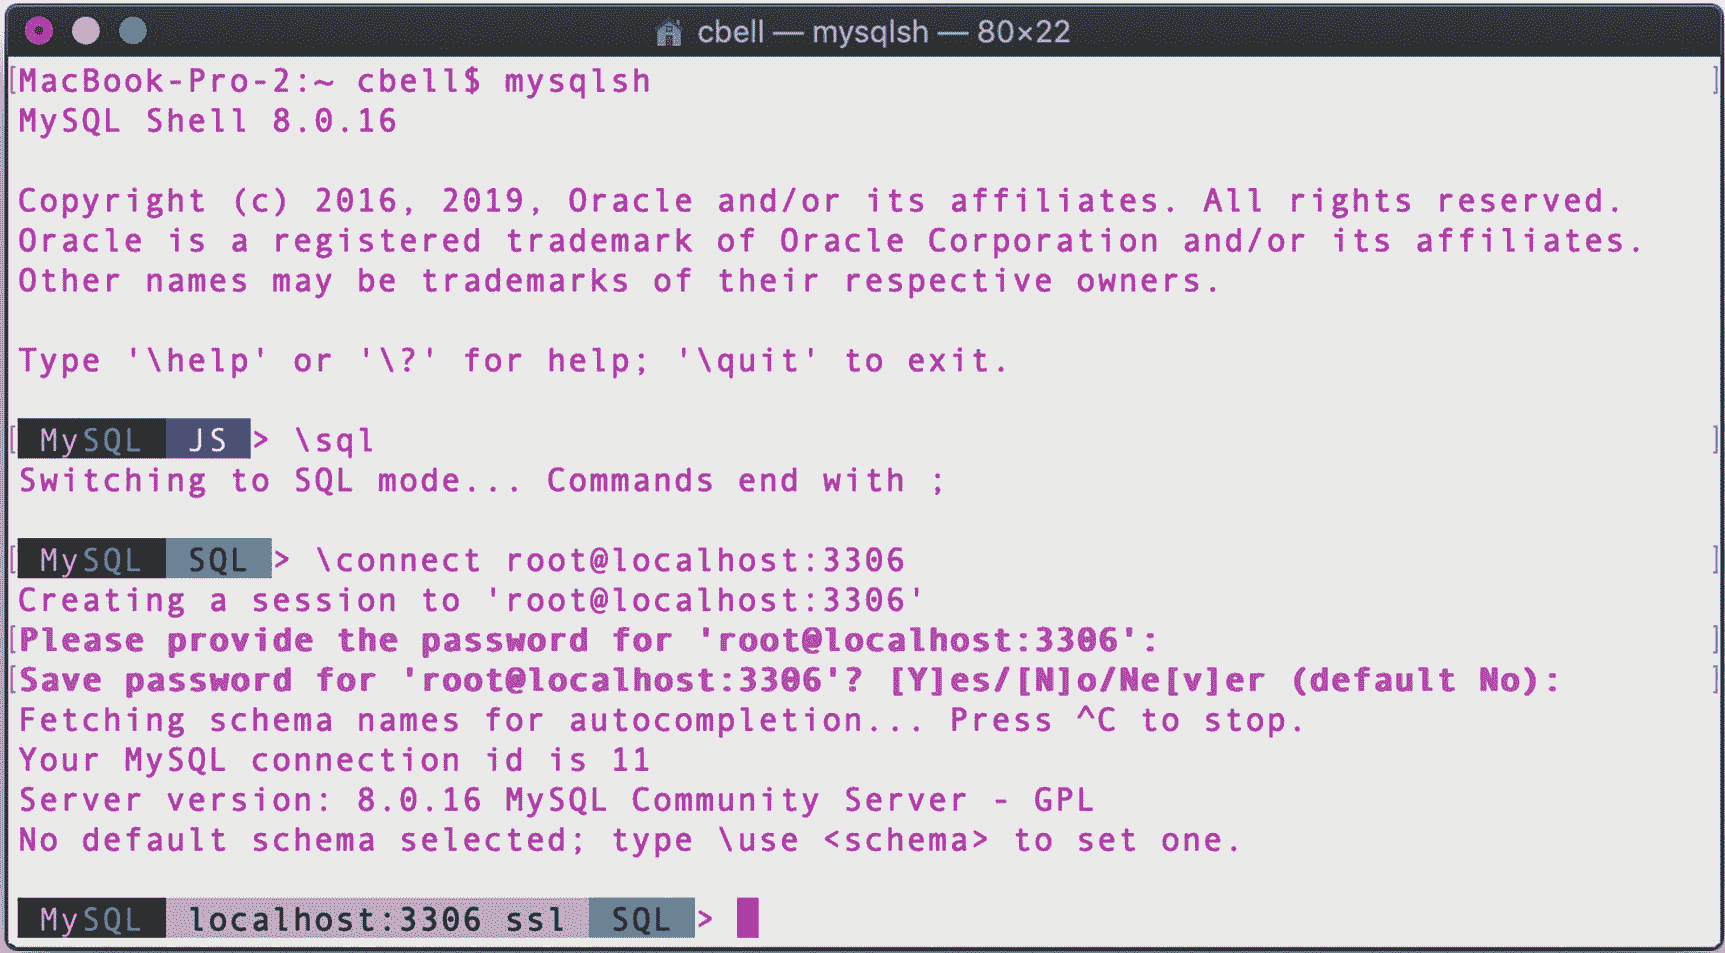 cbell — mysqlsh — 80×22
[MacBook-Pro-2:~ cbell$ mysqlsh ]
MySQL Shell 8.0.16
Copyright (c) 2016, 2019, Oracle and/or its affiliates. All rights reserved.
Oracle is a registered trademark of Oracle Corporation and/or its affiliates.
Other names may be trademarks of their respective owners.
Type '\help' or '\?' for help; '\quit' to exit.
[ MySQL JS > \sql ]
Switching to SQL mode... Commands end with ;
[ MySQL SQL > \connect root@localhost:3306 ]
Creating a session to 'root@localhost:3306'
[Please provide the password for 'root@localhost:3306': ]
[Save password for 'root@localhost:3306'? [Y]es/[N]o/Ne[v]er (default No): ]
Fetching schema names for autocompletion... Press ^C to stop.
Your MySQL connection id is 11
Server version: 8.0.16 MySQL Community Server - GPL
No default schema selected; type \use <schema> to set one.
MySQL localhost:3306 ssl SQL >